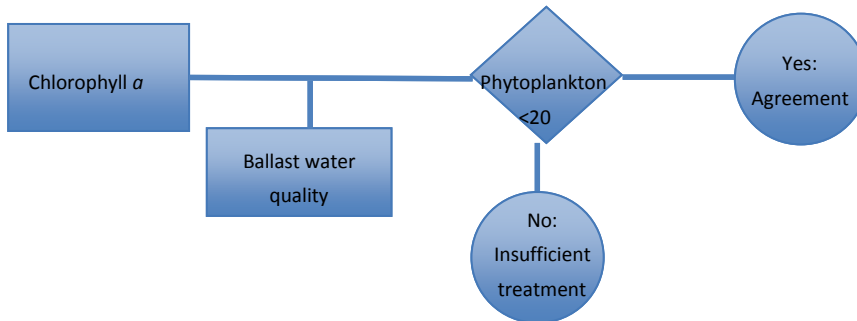 Chlorophyll a
Ballast water
quality
Phytoplankton
<20
Yes:
Agreement
No:
Insufficient
treatment